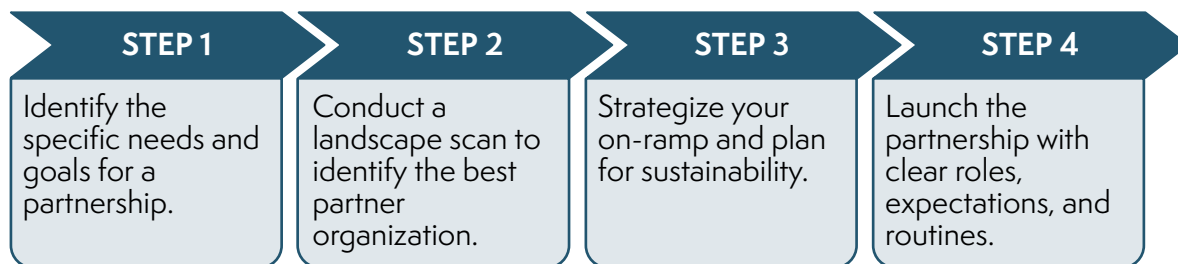 STEP 1
Identify the
specific needs and
goals for a
partnership.
STEP 2
Conduct a
landscape scan to
identify the best
partner
organization.
STEP 3
Strategize your
on-ramp and plan
for sustainability.
STEP 4
Launch the
partnership with
clear roles,
expectations, and
routines.